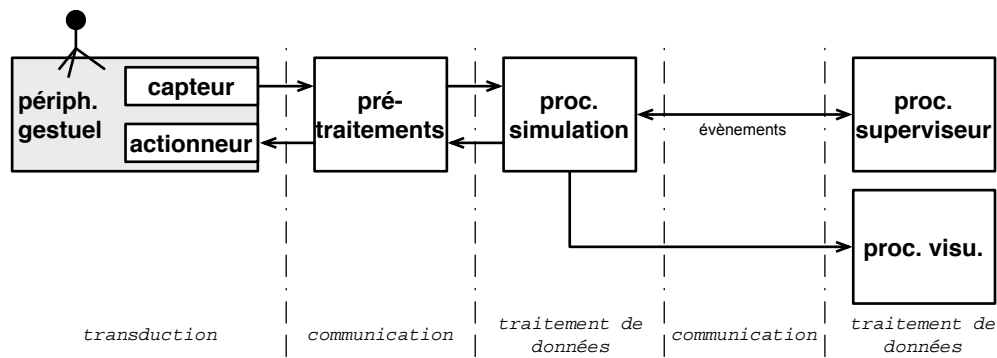 périph.
gestuel
capteur
actionneur
pré-
traitements
proc.
simulation
évènements
proc.
superviseur
proc. visu.
transduction
communication
traitement de
données
communication
traitement de
données